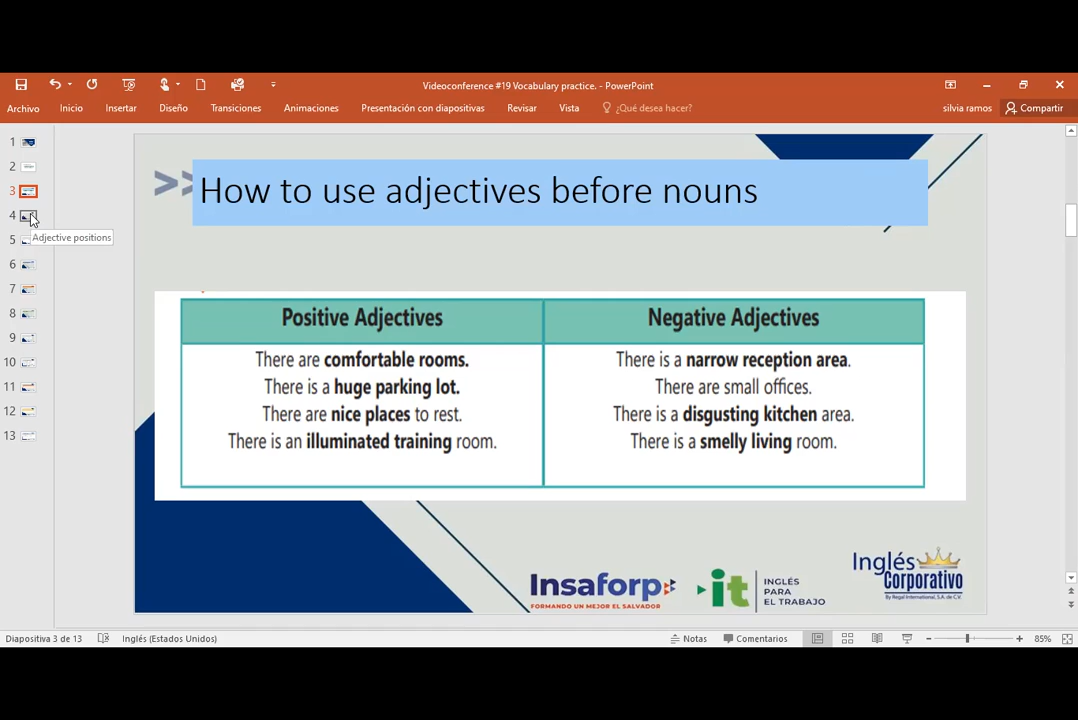 Videoconference #19 Vocabulary practice. - PowerPoint
Archivo Inicio Insertar Diseño Transiciones Animaciones Presentación con diapositivas Revisar Vista ¿Qué desea hacer? silvia ramos Compartir
1
2
3
4
Adjective positions
5
6
7
8
9
10
11
12
13
>> How to use adjectives before nouns
Positive Adjectives
There are comfortable rooms.
There is a huge parking lot.
There are nice places to rest.
There is an illuminated training room.
Negative Adjectives
There is a narrow reception area.
There are small offices.
There is a disgusting kitchen area.
There is a smelly living room.
Insaforp
FORMANDO UN MEJOR EL SALVADOR
it
INGLÉS
PARA
EL TRABAJO
Inglés
Corporativo
By Regal International, S.A. de C.V.
Diapositiva 3 de 13 Inglés (Estados Unidos) Notas Comentarios 85%